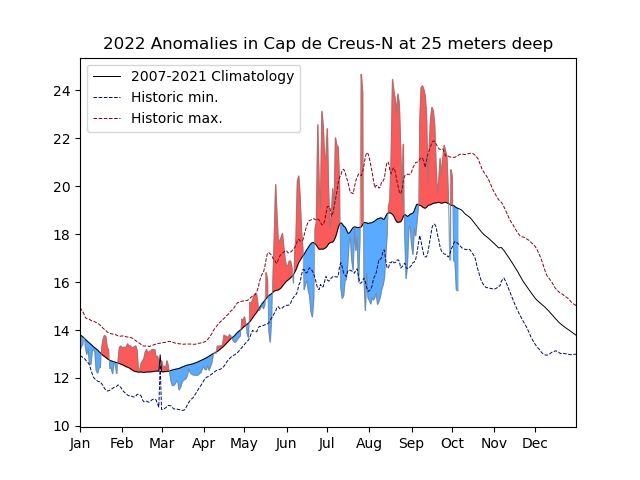 2022 Anomalies in Cap de Creus-N at 25 meters deep
2007-2021 Climatology
Historic min.
Historic max.
24
22
20
18
16
14
12
10
Jan Feb Mar Apr May Jun Jul Aug Sep Oct Nov Dec